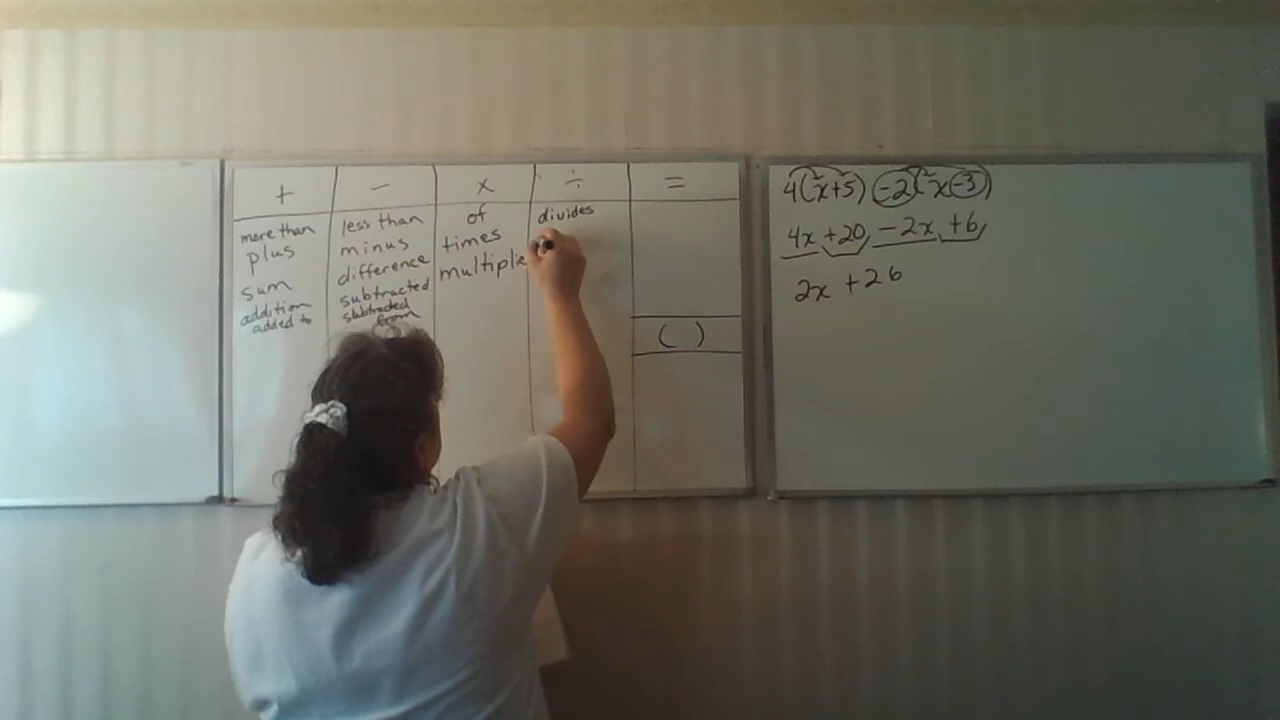 +
more than
plus
sum
addition
added to
−
less than
minus
difference
subtracted
subtracted
from
×
of
times
multiplie
÷
divides
=
( )
4(x+5) -2(x-3)
4x +20 -2x +6
2x +26